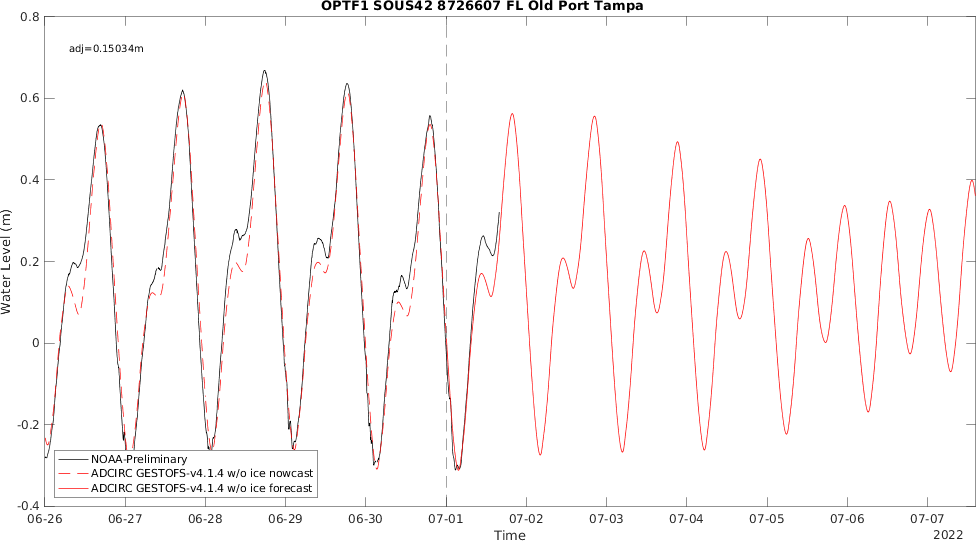 OPTF1 SOUS42 8726607 FL Old Port Tampa
adj=0.15034m
0.8
0.6
0.4
0.2
0
-0.2
-0.4
Water Level (m)
NOAA-Preliminary
ADCIRC GESTOFS-v4.1.4 w/o ice nowcast
ADCIRC GESTOFS-v4.1.4 w/o ice forecast
06-26 06-27 06-28 06-29 06-30 07-01 07-02 07-03 07-04 07-05 07-06 07-07
Time
2022